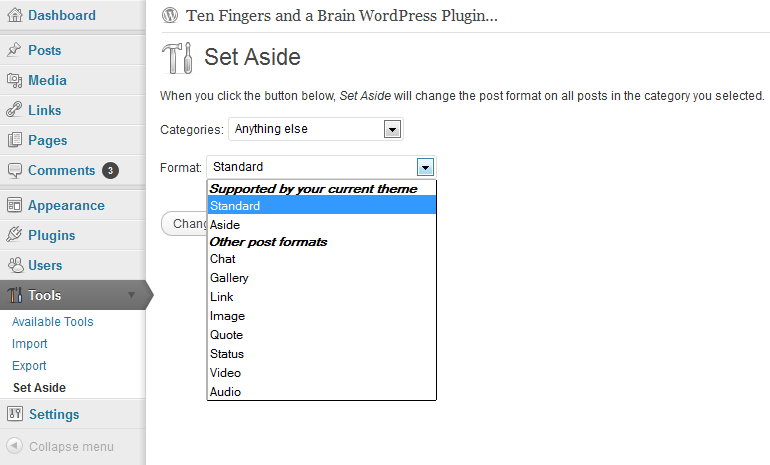 Dashboard
Posts
Media
Links
Pages
Comments 3
Appearance
Plugins
Users
Tools
Available Tools
Import
Export
Set Aside
Settings
Collapse menu
Ten Fingers and a Brain WordPress Plugin...
Set Aside
When you click the button below, Set Aside will change the post format on all posts in the category you selected.
Categories: Anything else
Format: Standard
Supported by your current theme
Standard
Aside
Other post formats
Chat
Gallery
Link
Image
Quote
Status
Video
Audio